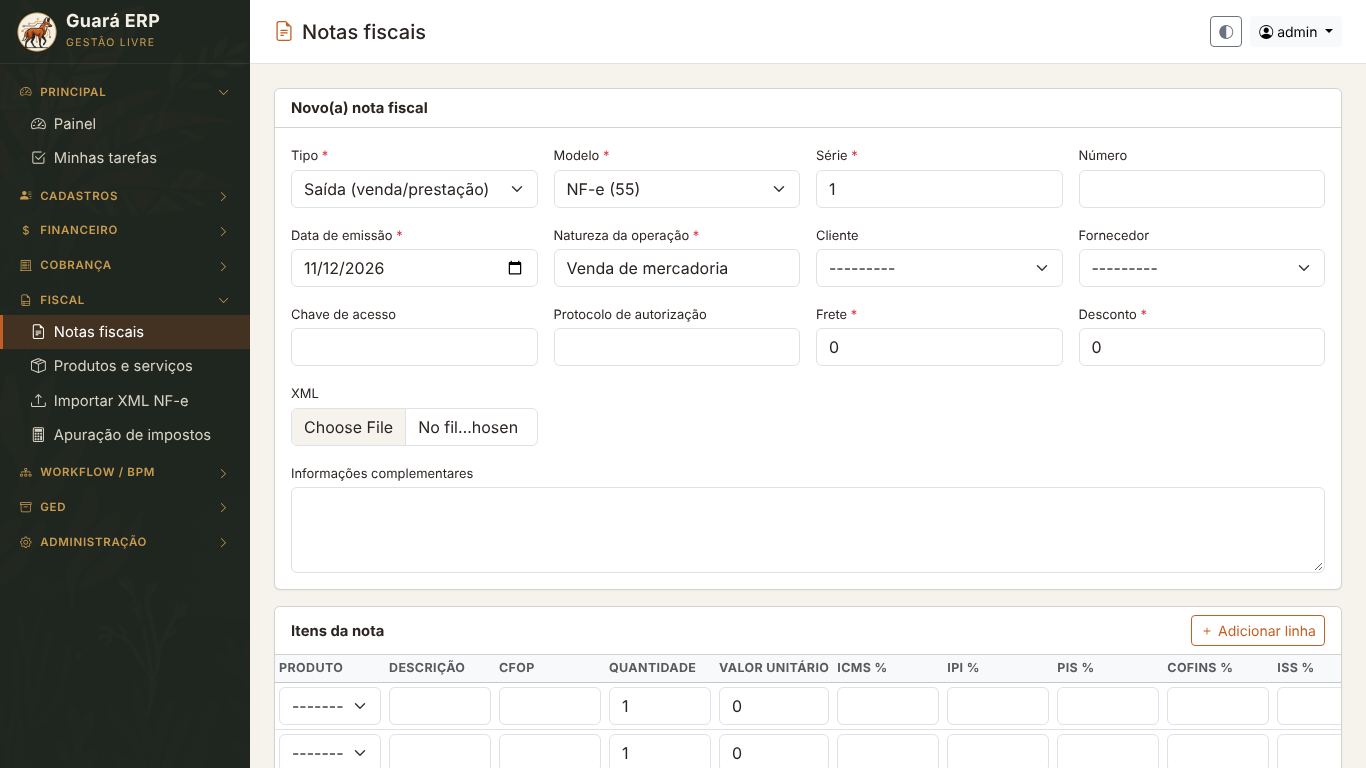 Guará ERP
GESTÃO LIVRE
PRINCIPAL
Painel
Minhas tarefas
CADASTROS
FINANCEIRO
COBRANÇA
FISCAL
Notas fiscais
Produtos e serviços
Importar XML NF-e
Apuração de impostos
WORKFLOW / BPM
GED
ADMINISTRAÇÃO
Notas fiscais
admin
Novo(a) nota fiscal
Tipo * Modelo * Série * Número
Saída (venda/prestação) NF-e (55) 1
Data de emissão * Natureza da operação * Cliente Fornecedor
11/12/2026 Venda de mercadoria --------- ---------
Chave de acesso Protocolo de autorização Frete * Desconto *
0 0
XML
Choose File No fil...hosen
Informações complementares
Itens da nota + Adicionar linha
PRODUTO DESCRIÇÃO CFOP QUANTIDADE VALOR UNITÁRIO ICMS % IPI % PIS % COFINS % ISS %
------- 1 0
------- 1 0